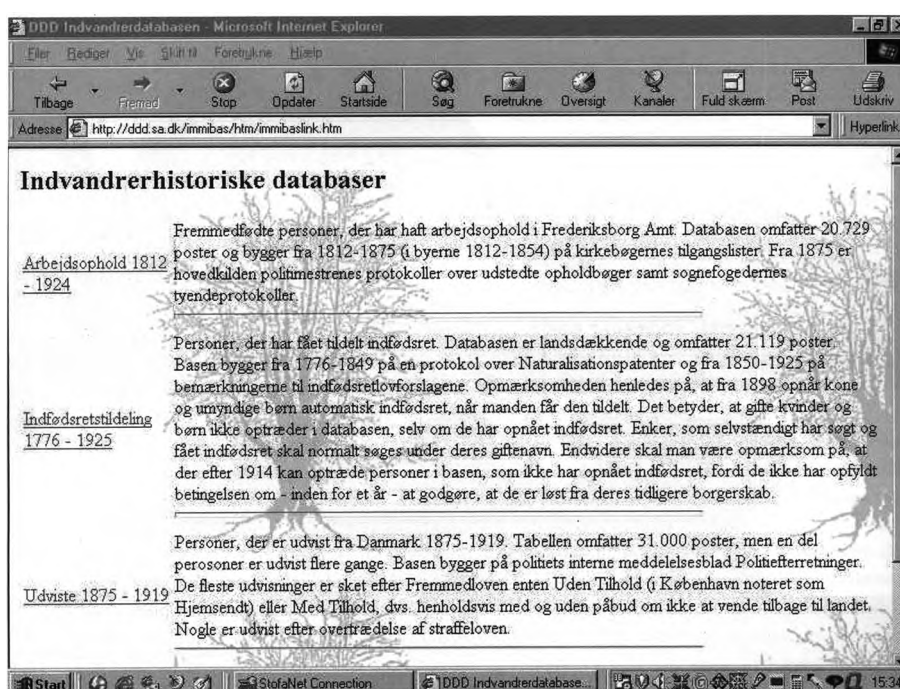 DDD Indvandrerdatabasen - Microsoft Internet Explorer
Filer Rediger Vis Skift til Foretrukne Hjælp
Tilbage Fremad Stop Opdater Startside Søg Foretrukne Oversigt Kanaler Fuld skærm Post Udskriv
Adresse http://ddd.sa.dk/immibas/htm/immibaslink.htm Hyperlink
Indvandrerhistoriske databaser
Arbejdsophold 1812
- 1924
Fremmedfødte personer, der har haft arbejdsophold i Frederiksborg Amt. Databasen omfatter 20.729
poster og bygger fra 1812-1875 (i byerne 1812-1854) på kirkebøgernes tilgangslister. Fra 1875 er
hovedkilden politimestrenes protokoller over udstedte opholdbøger samt sognefogedernes
tyendeprotokoller.
Indfødsretstildeling
1776 - 1925
Personer, der har fået tildelt indfødsret. Databasen er landsdækkende og omfatter 21.119 poster.
Basen bygger fra 1776-1849 på en protokol over Naturalisationspatenter og fra 1850-1925 på
bemærkningerne til indfødsretlovforslagene. Opmærksomheden henledes på, at fra 1898 opnår kone
og umyndige børn automatisk indfødsret, når manden får den tildelt. Det betyder, at gifte kvinder og
børn ikke optræder i databasen, selv om de har opnået indfødsret. Enker, som selvstændigt har søgt og
fået indfødsret skal normalt søges under deres giftenavn. Endvidere skal man være opmærksom på, at
der efter 1914 kan optræde personer i basen, som ikke har opnået indfødsret, fordi de ikke har opfyldt
betingelsen om - inden for et år - at godgøre, at de er løst fra deres tidligere borgerskab.
Udviste 1875 - 1919
Personer, der er udvist fra Danmark 1875-1919. Tabellen omfatter 31.000 poster, men en del
perosoner er udvist flere gange. Basen bygger på politiets interne meddelelsesblad Politiefterretninger.
De fleste udvisninger er sket efter Fremmedloven enten Uden Tilhold (i København noteret som
Hjemsendt) eller Med Tilhold, dvs. henholdsvis med og uden påbud om ikke at vende tilbage til landet.
Nogle er udvist efter overtrædelse af straffeloven.
Start StofaNet Connection DDD Indvandrerdatabase... 15:34